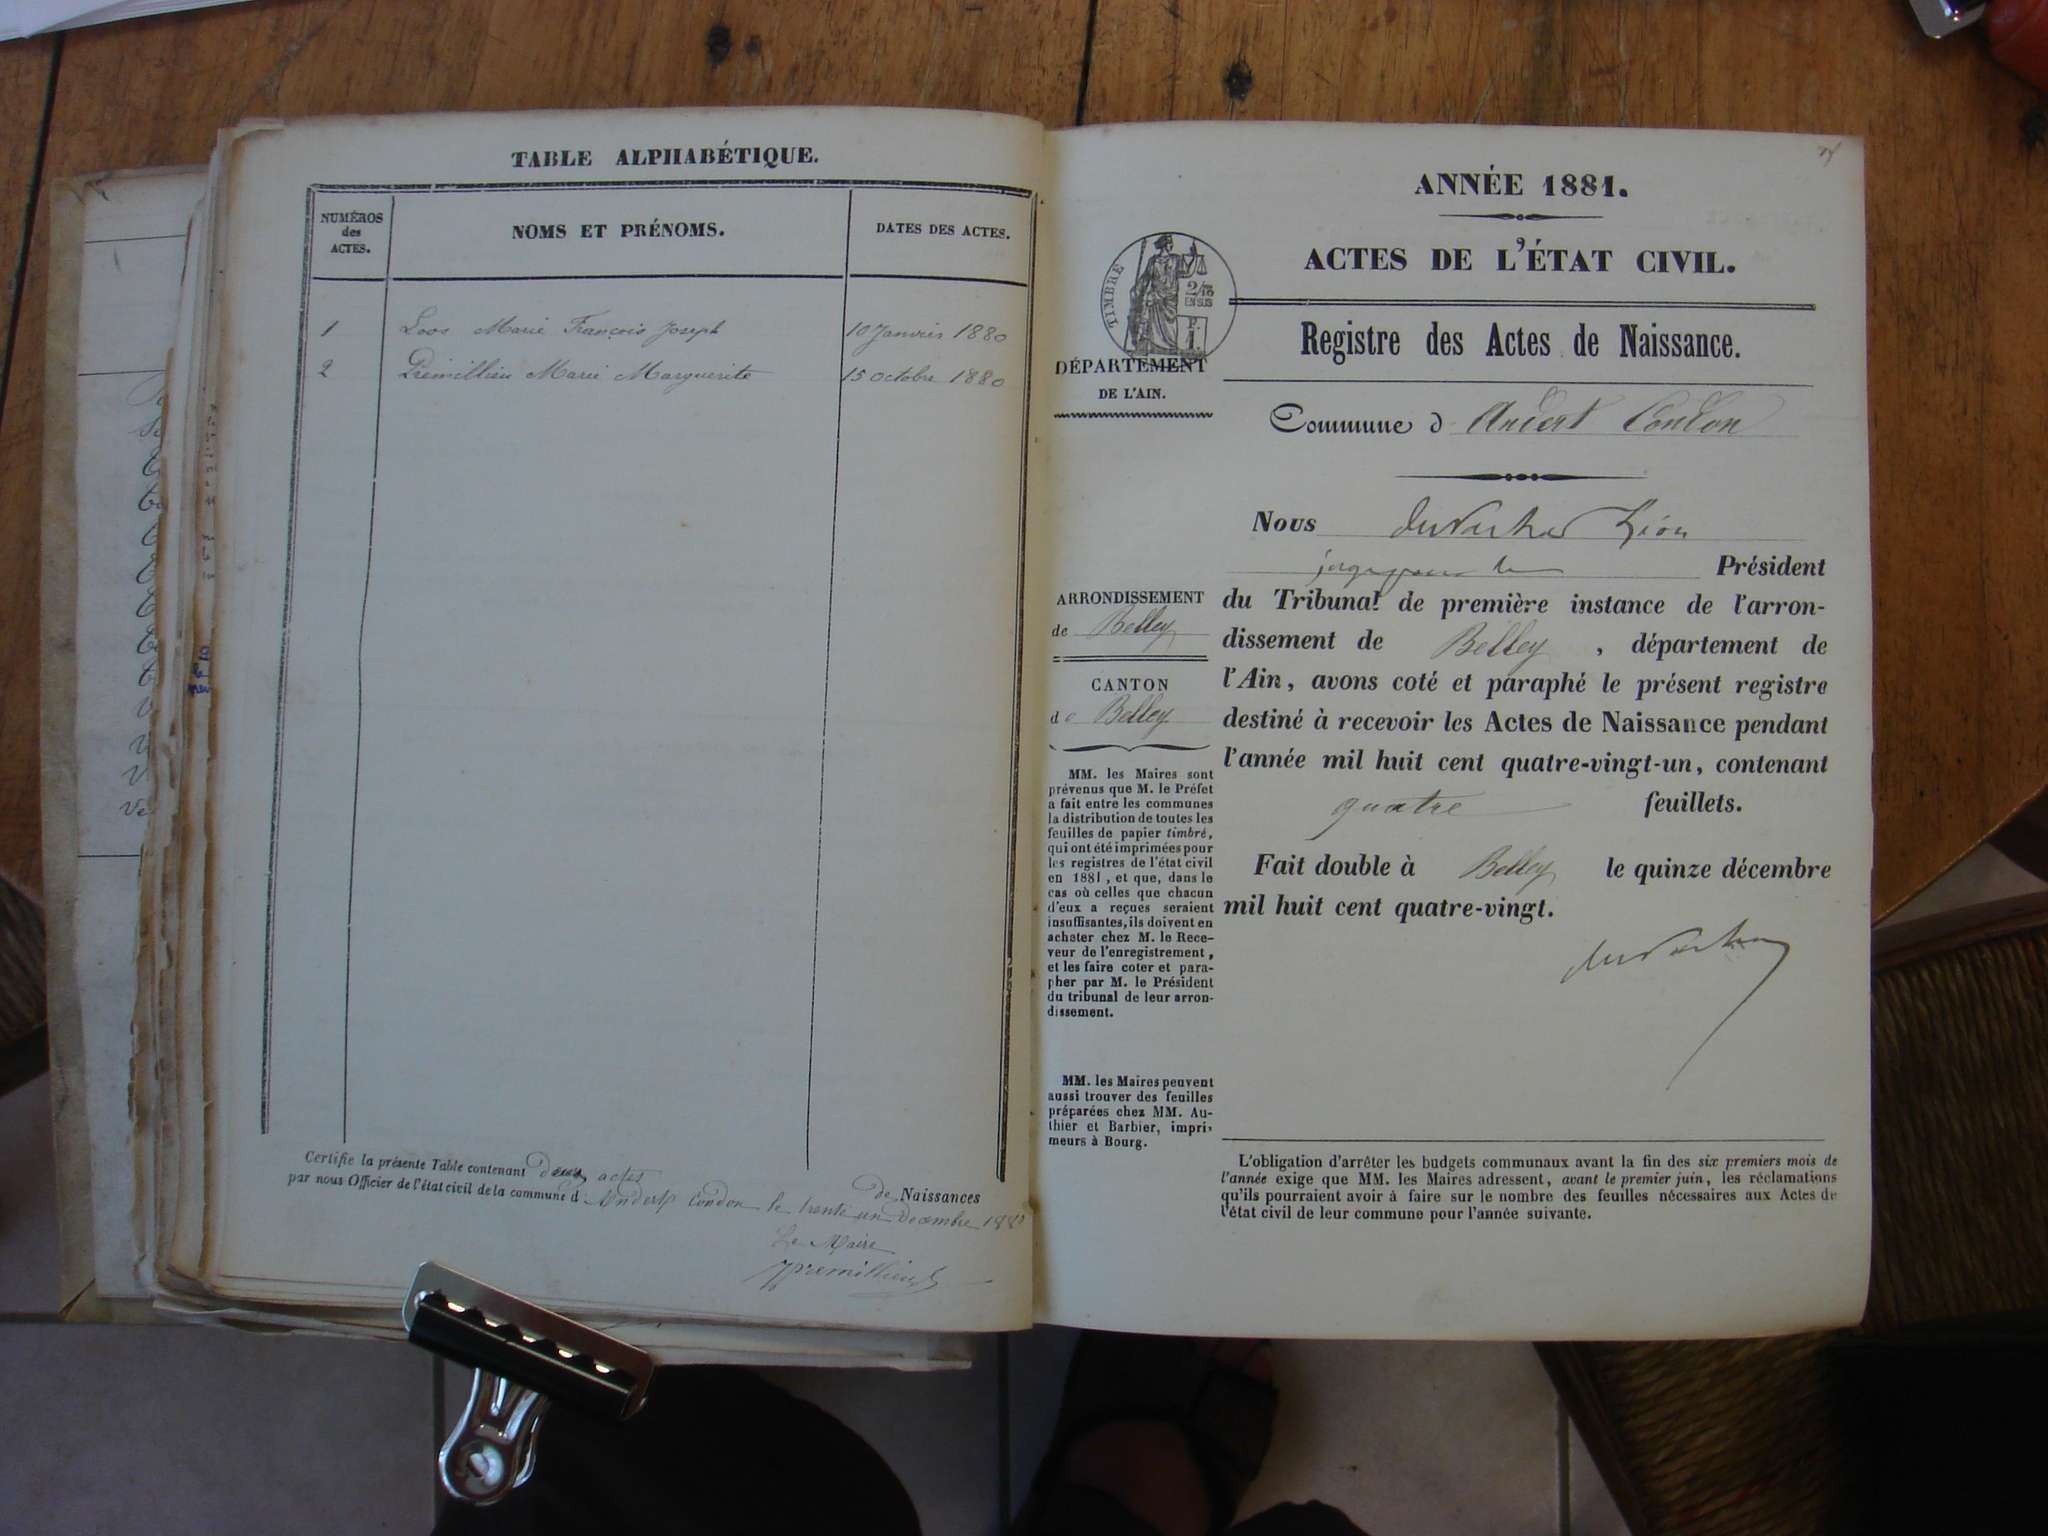 TABLE ALPHABÉTIQUE.
NUMÉROS
des
ACTES.
NOMS ET PRÉNOMS.
DATES DES ACTES.
1 Loos Marie François Joseph 10 Janvier 1880
2 Prémillieu Marie Marguerite 15 octobre 1880
Certifie la présente Table contenant deux actes
de Naissances
par nous Officier de l'état civil de la commune d'Andert Condon le trente un Décembre 1880
Le Maire
Premillieu
ANNÉE 1881.
ACTES DE L'ÉTAT CIVIL.
TIMBRE
2/10
EN SUS
Registre des Actes de Naissance.
DÉPARTEMENT
DE L'AIN.
Commune d Andert Condon
Nous Léon
Président
du Tribunal de première instance de l'arron-
dissement de Belley, département de
l'Ain, avons coté et paraphé le présent registre
destiné à recevoir les Actes de Naissance pendant
l'année mil huit cent quatre-vingt-un, contenant
quatre feuillets.
Fait double à Belley le quinze décembre
mil huit cent quatre-vingt.
ARRONDISSEMENT
de Belley
CANTON
de Belley
MM. les Maires sont
prévenus que M. le Préfet
a fait entre les communes
la distribution de toutes les
feuilles de papier timbré,
qui ont été imprimées pour
les registres de l'état civil
en 1881, et que, dans le
cas où celles que chacun
d'eux a reçues seraient
insuffisantes, ils doivent en
acheter chez M. le Rece-
veur de l'enregistrement,
et les faire coter et para-
pher par M. le Président
du tribunal de leur arron-
dissement.
MM. les Maires peuvent
aussi trouver des feuilles
préparées chez MM. Au-
thier et Barbier, impri-
meurs à Bourg.
L'obligation d'arrêter les budgets communaux avant la fin des six premiers mois de
l'année exige que MM. les Maires adressent, avant le premier juin, les réclamations
qu'ils pourraient avoir à faire sur le nombre des feuilles nécessaires aux Actes de
l'état civil de leur commune pour l'année suivante.